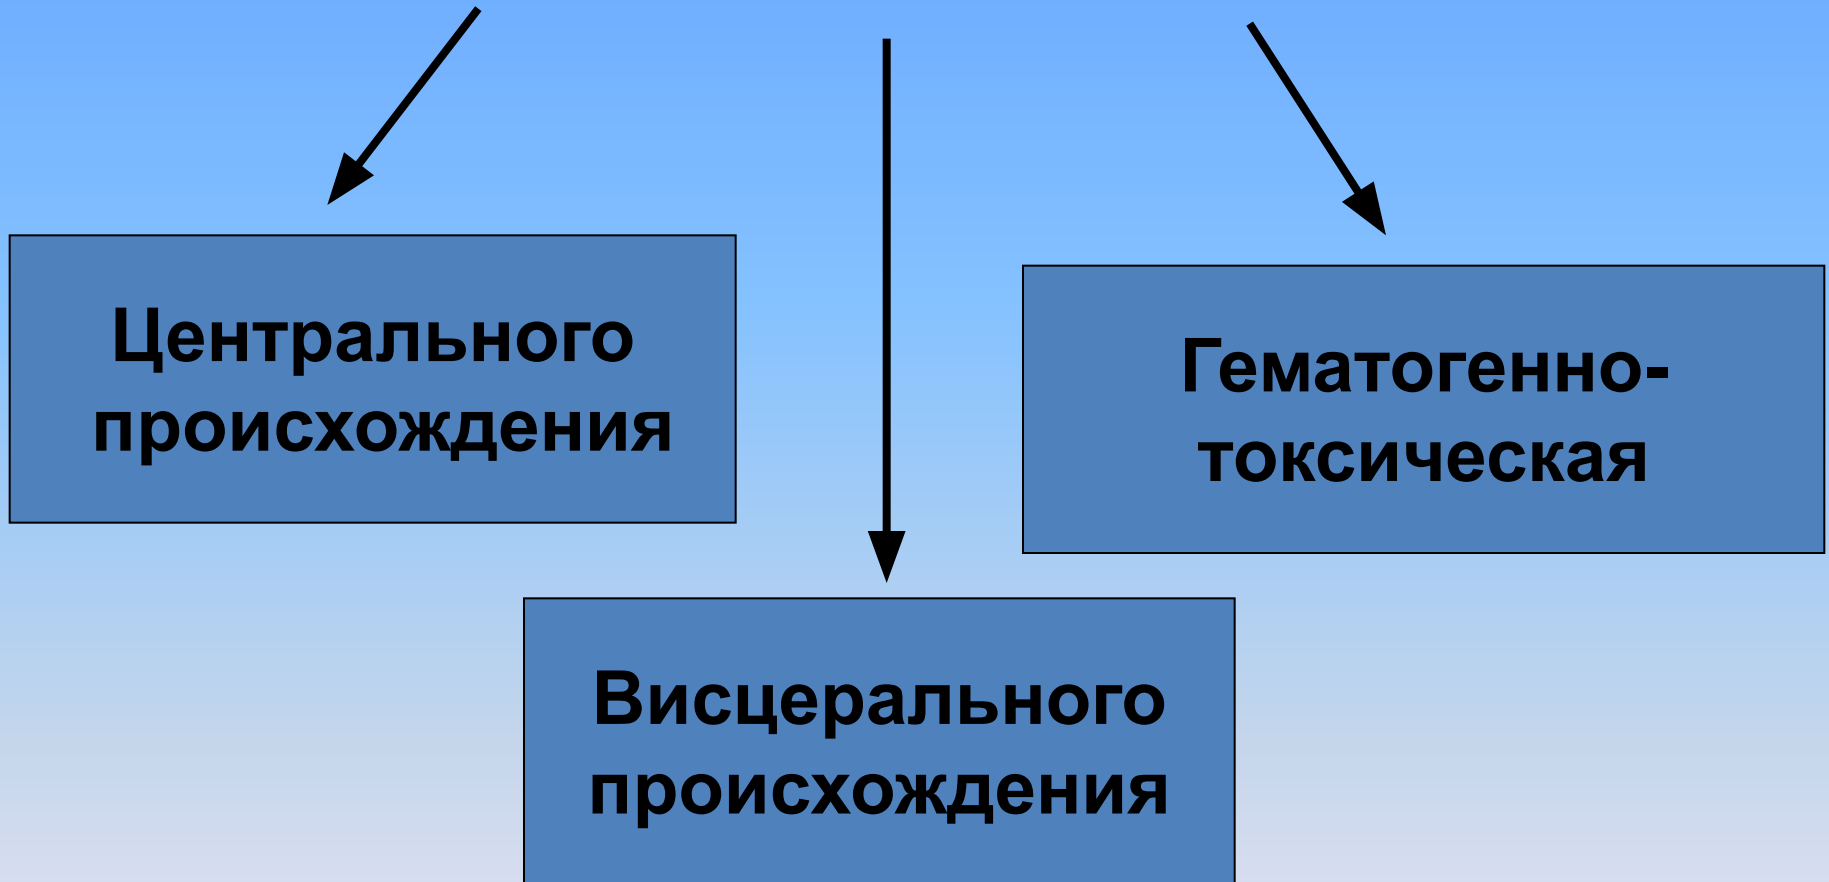 Центрального
происхождения
Гематогенно-
токсическая
Висцерального
происхождения